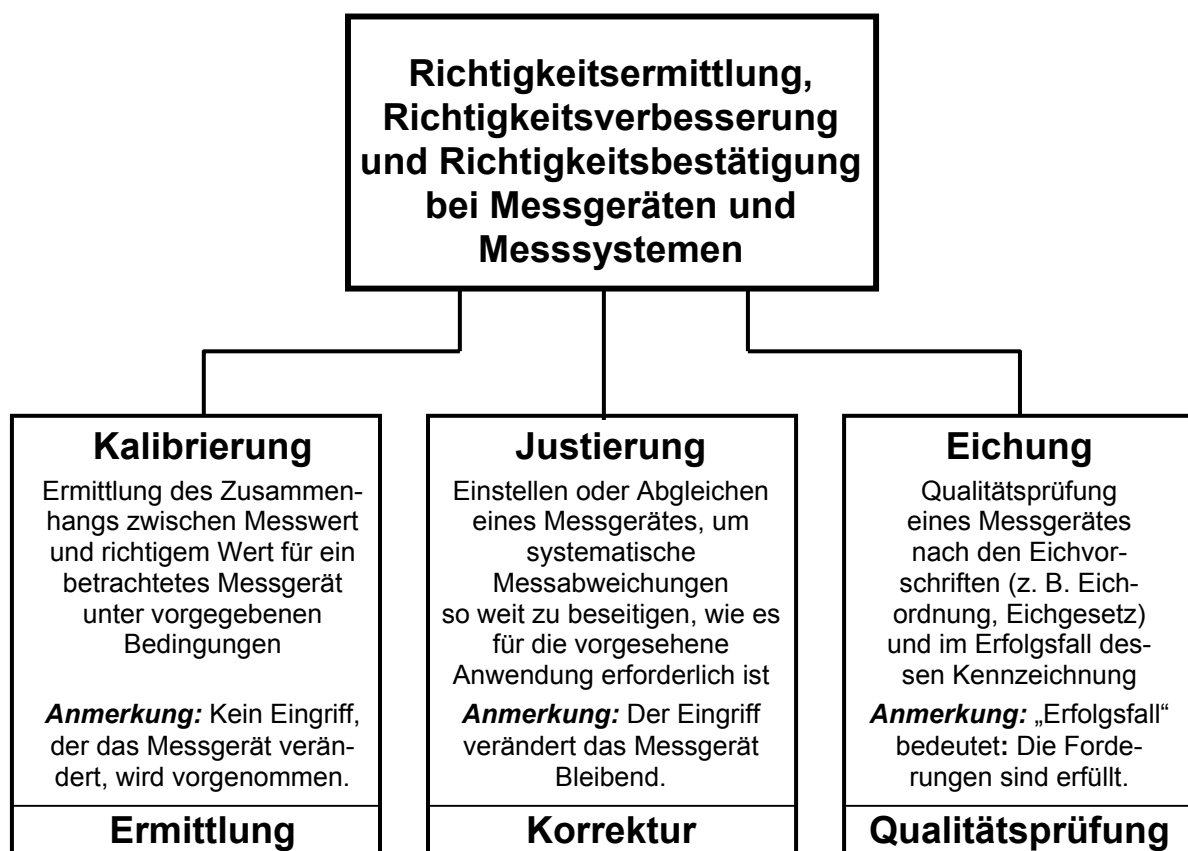 Richtigkeitsermittlung,
Richtigkeitsverbesserung
und Richtigkeitsbestätigung
bei Messgeräten und
Messsystemen
Kalibrierung
Ermittlung des Zusammen-
hangs zwischen Messwert
und richtigem Wert für ein
betrachtetes Messgerät
unter vorgegebenen
Bedingungen
Anmerkung: Kein Eingriff,
der das Messgerät verän-
dert, wird vorgenommen.
Ermittlung
Justierung
Einstellen oder Abgleichen
eines Messgerätes, um
systematische
Messabweichungen
so weit zu beseitigen, wie es
für die vorgesehene
Anwendung erforderlich ist
Anmerkung: Der Eingriff
verändert das Messgerät
Bleibend.
Korrektur
Eichung
Qualitätsprüfung
eines Messgerätes
nach den Eichvor-
schriften (z. B. Eich-
ordnung, Eichgesetz)
und im Erfolgsfall des-
sen Kennzeichnung
Anmerkung: „Erfolgsfall“
bedeutet: Die Forde-
rungen sind erfüllt.
Qualitätsprüfung